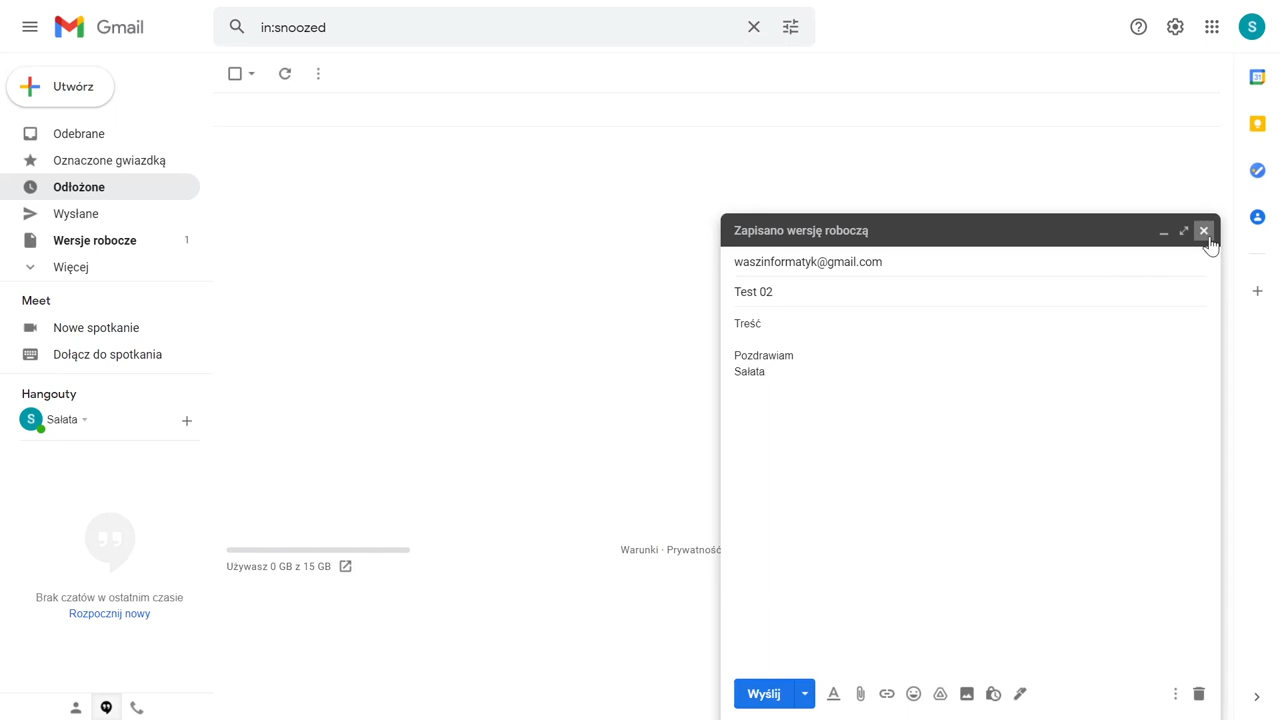 Gmail
in:snoozed
S
Utwórz
31
Odebrane
Oznaczone gwiazdką
Odłożone
Wysłane
Wersje robocze 1
Więcej
Zapisano wersję roboczą
waszinformatyk@gmail.com
Test 02
Treść
Pozdrawiam
Sałata
Meet
Nowe spotkanie
Dołącz do spotkania
Hangouty
S Sałata
Używasz 0 GB z 15 GB
Warunki · Prywatność
Brak czatów w ostatnim czasie
Rozpocznij nowy
Wyślij